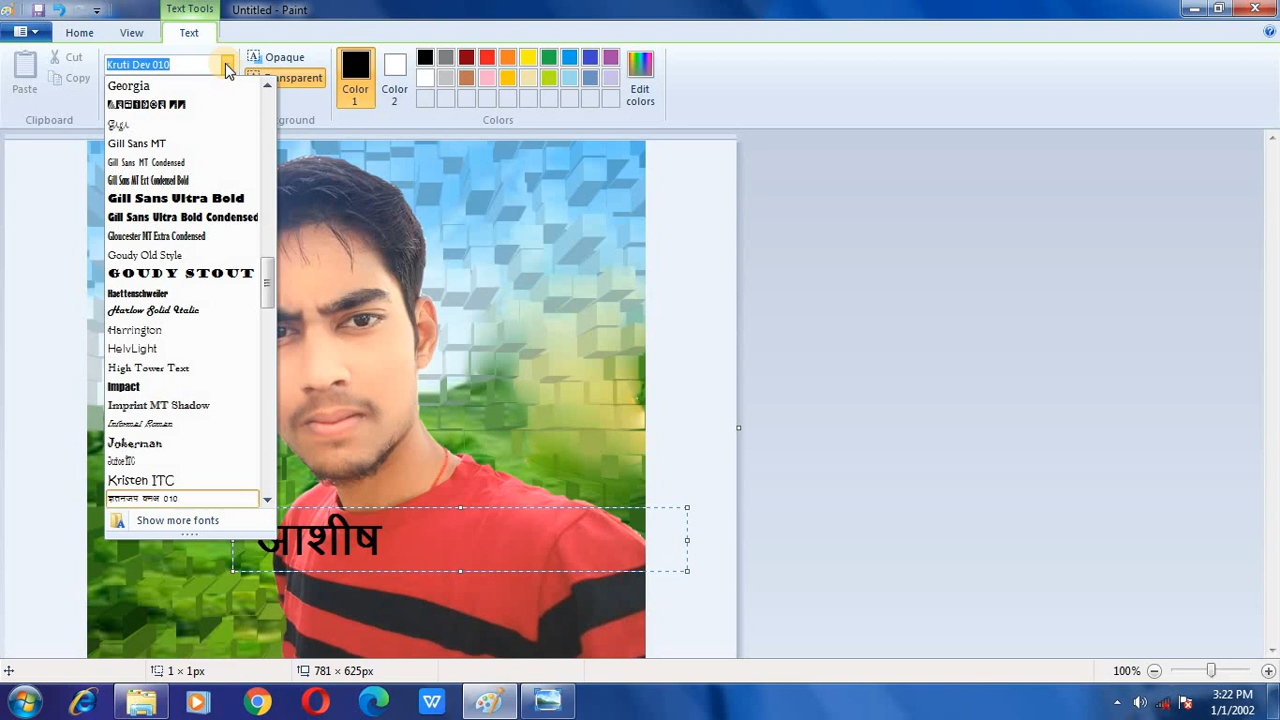 Text Tools
Untitled - Paint
Home
View
Text
Paste
Cut
Copy
Clipboard
Kruti Dev 010
Opaque
Color 1
Color 2
Edit colors
Colors
Georgia
Gigi
Gill Sans MT
Gill Sans MT Condensed
Gill Sans MT Ext Condensed Bold
Gill Sans Ultra Bold
Gill Sans Ultra Bold Condensed
Gloucester MT Extra Condensed
Goudy Old Style
GOUDY STOUT
Haettenschweiler
Harlow Solid Italic
Harrington
HelvLight
High Tower Text
Impact
Imprint MT Shadow
Informal Roman
Jokerman
Juice ITC
Kristen ITC
010
Show more fonts
आशीष
1 × 1px
781 × 625px
100%
3:22 PM
1/1/2002